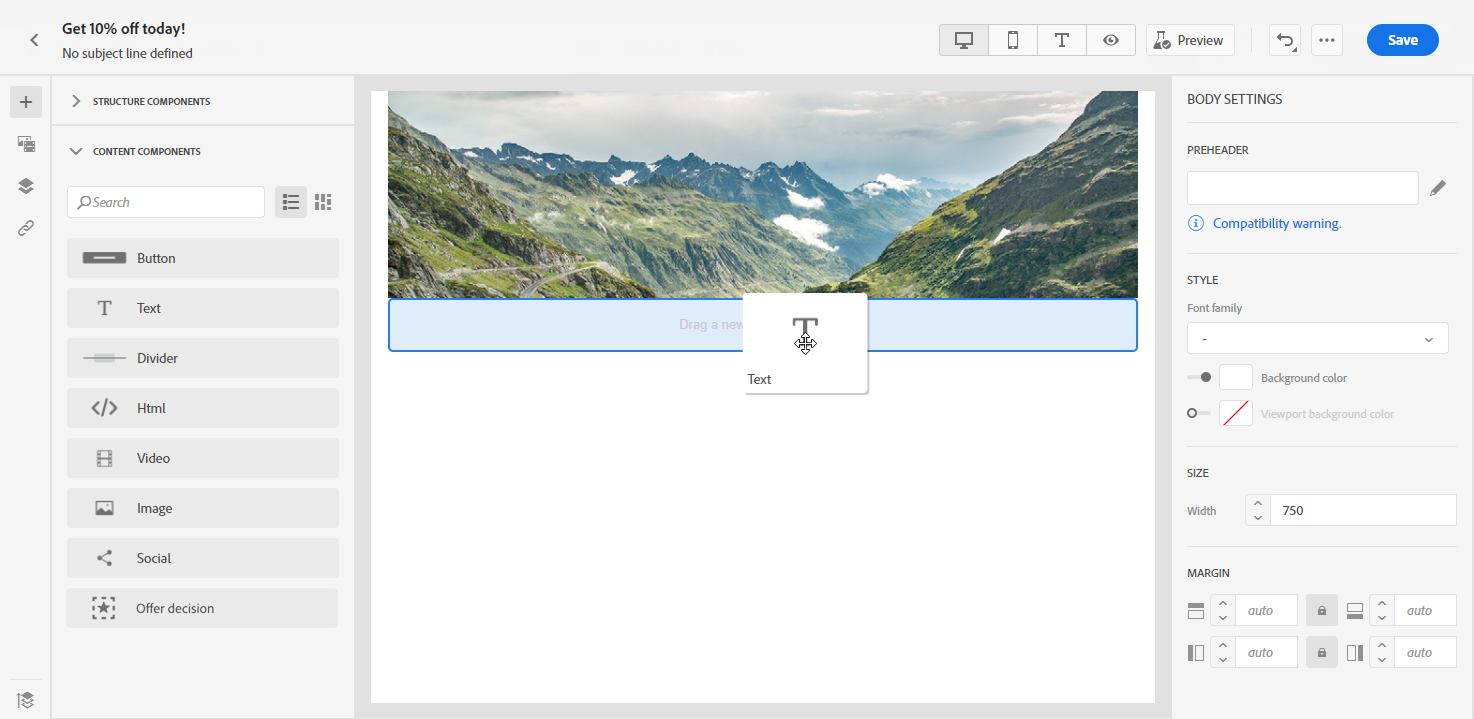 Get 10% off today!
No subject line defined
Preview
Save
STRUCTURE COMPONENTS
CONTENT COMPONENTS
Search
Button
Text
Divider
Html
Video
Image
Social
Offer decision
Drag a new
Text
BODY SETTINGS
PREHEADER
Compatibility warning.
STYLE
Font family
-
Background color
Viewport background color
SIZE
Width 750
MARGIN
auto auto
auto auto